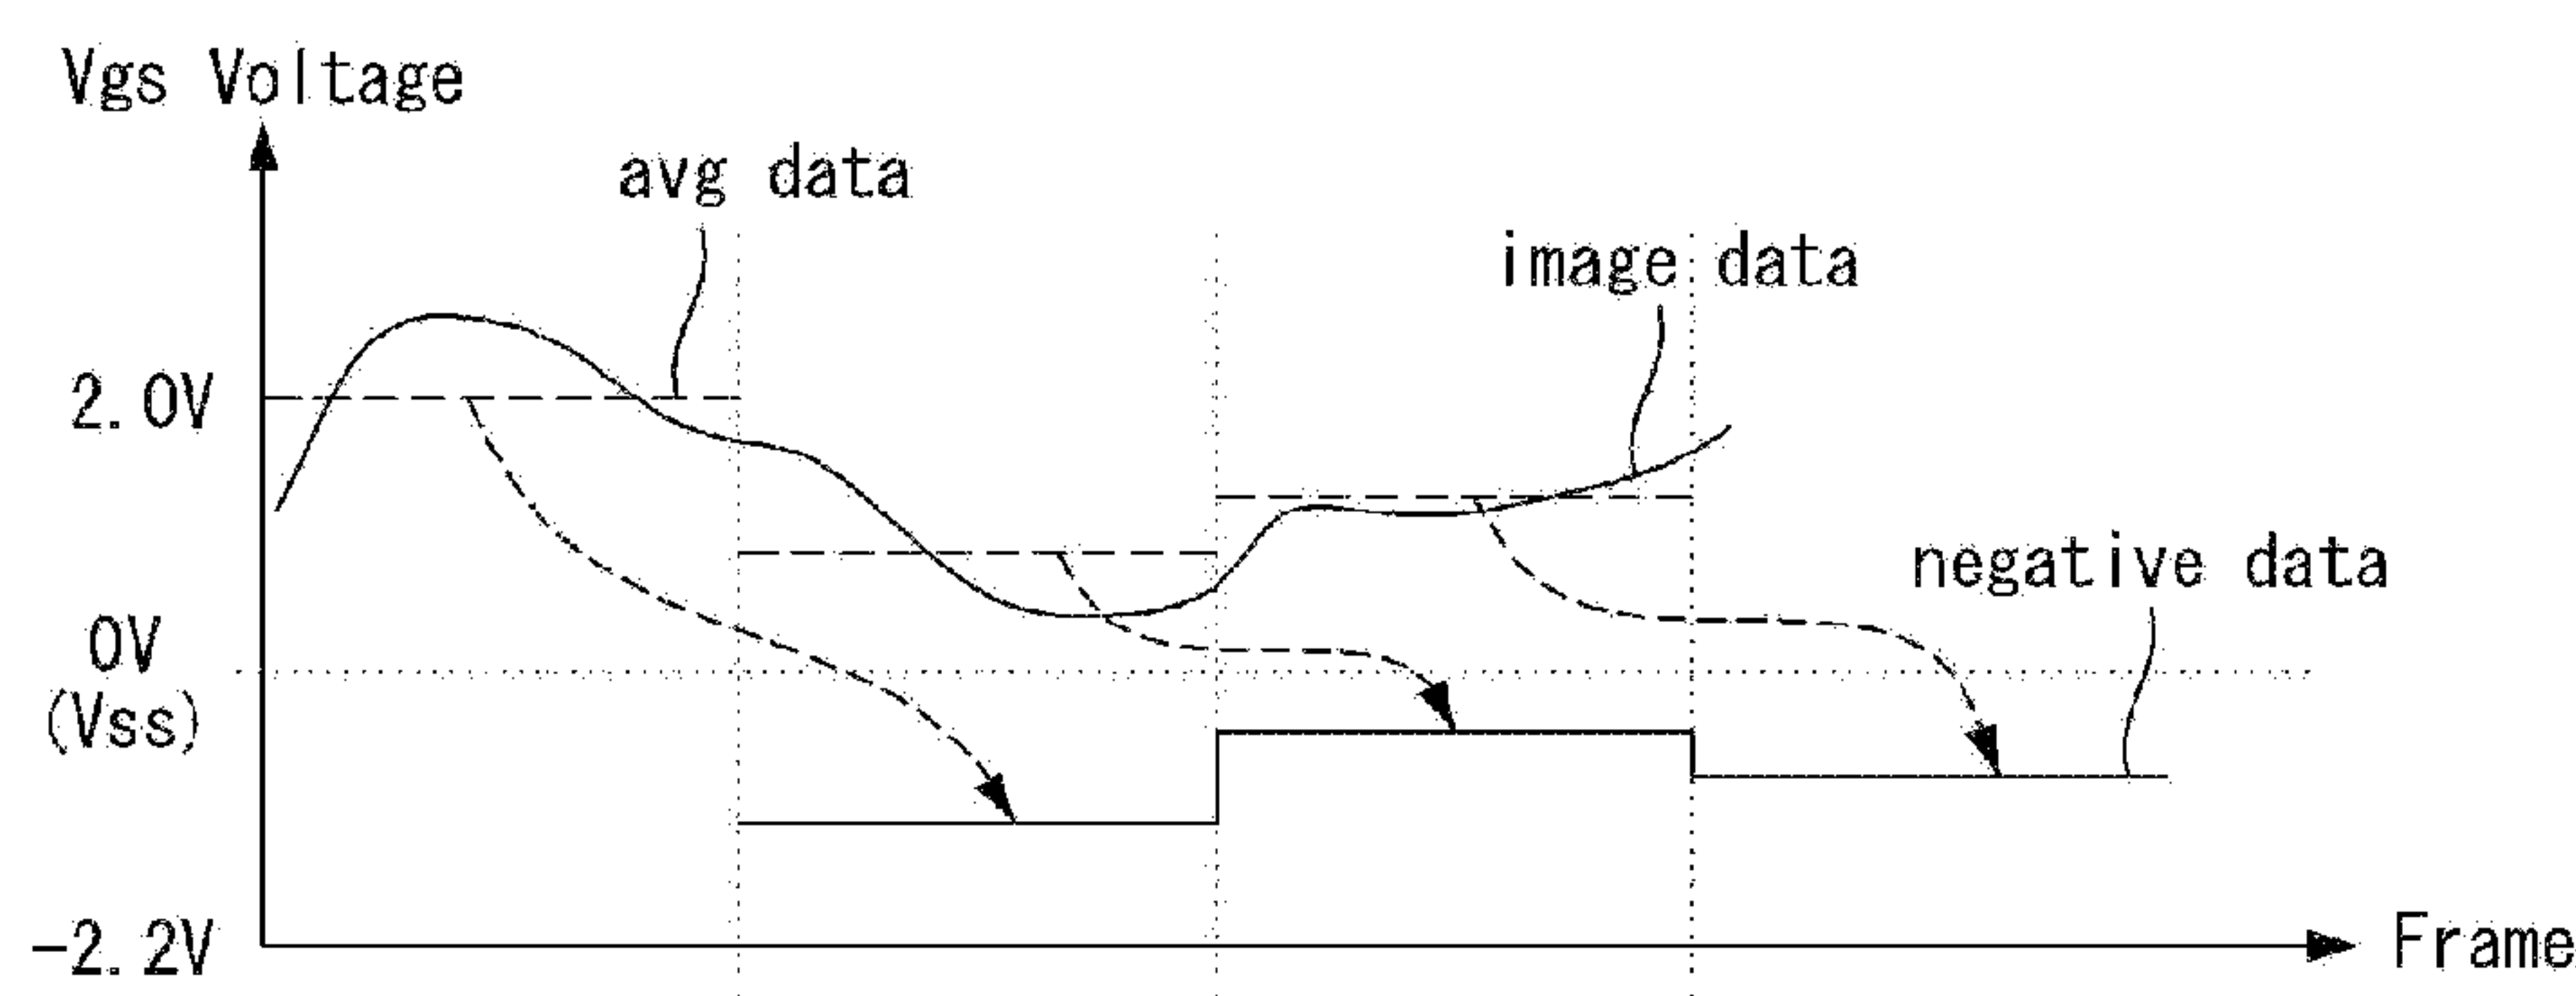 Vgs Voltage
avg data
image data
2.0V
negative data
0V
(Vss)
-2.2V
Frame